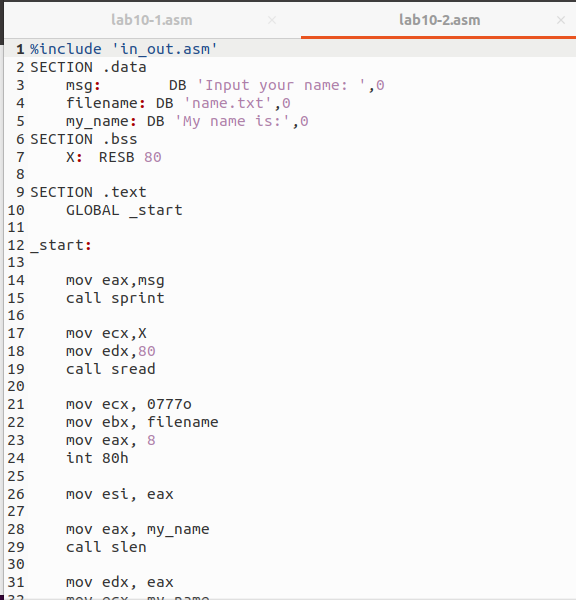 lab10-1.asm × lab10-2.asm ×
1 %include 'in_out.asm'
2 SECTION .data
3 msg: DB 'Input your name: ',0
4 filename: DB 'name.txt',0
5 my_name: DB 'My name is:',0
6 SECTION .bss
7 X: RESB 80
8
9 SECTION .text
10 GLOBAL _start
11
12 _start:
13
14 mov eax,msg
15 call sprint
16
17 mov ecx,X
18 mov edx,80
19 call sread
20
21 mov ecx, 0777o
22 mov ebx, filename
23 mov eax, 8
24 int 80h
25
26 mov esi, eax
27
28 mov eax, my_name
29 call slen
30
31 mov edx, eax
32 mov ecx, my_name